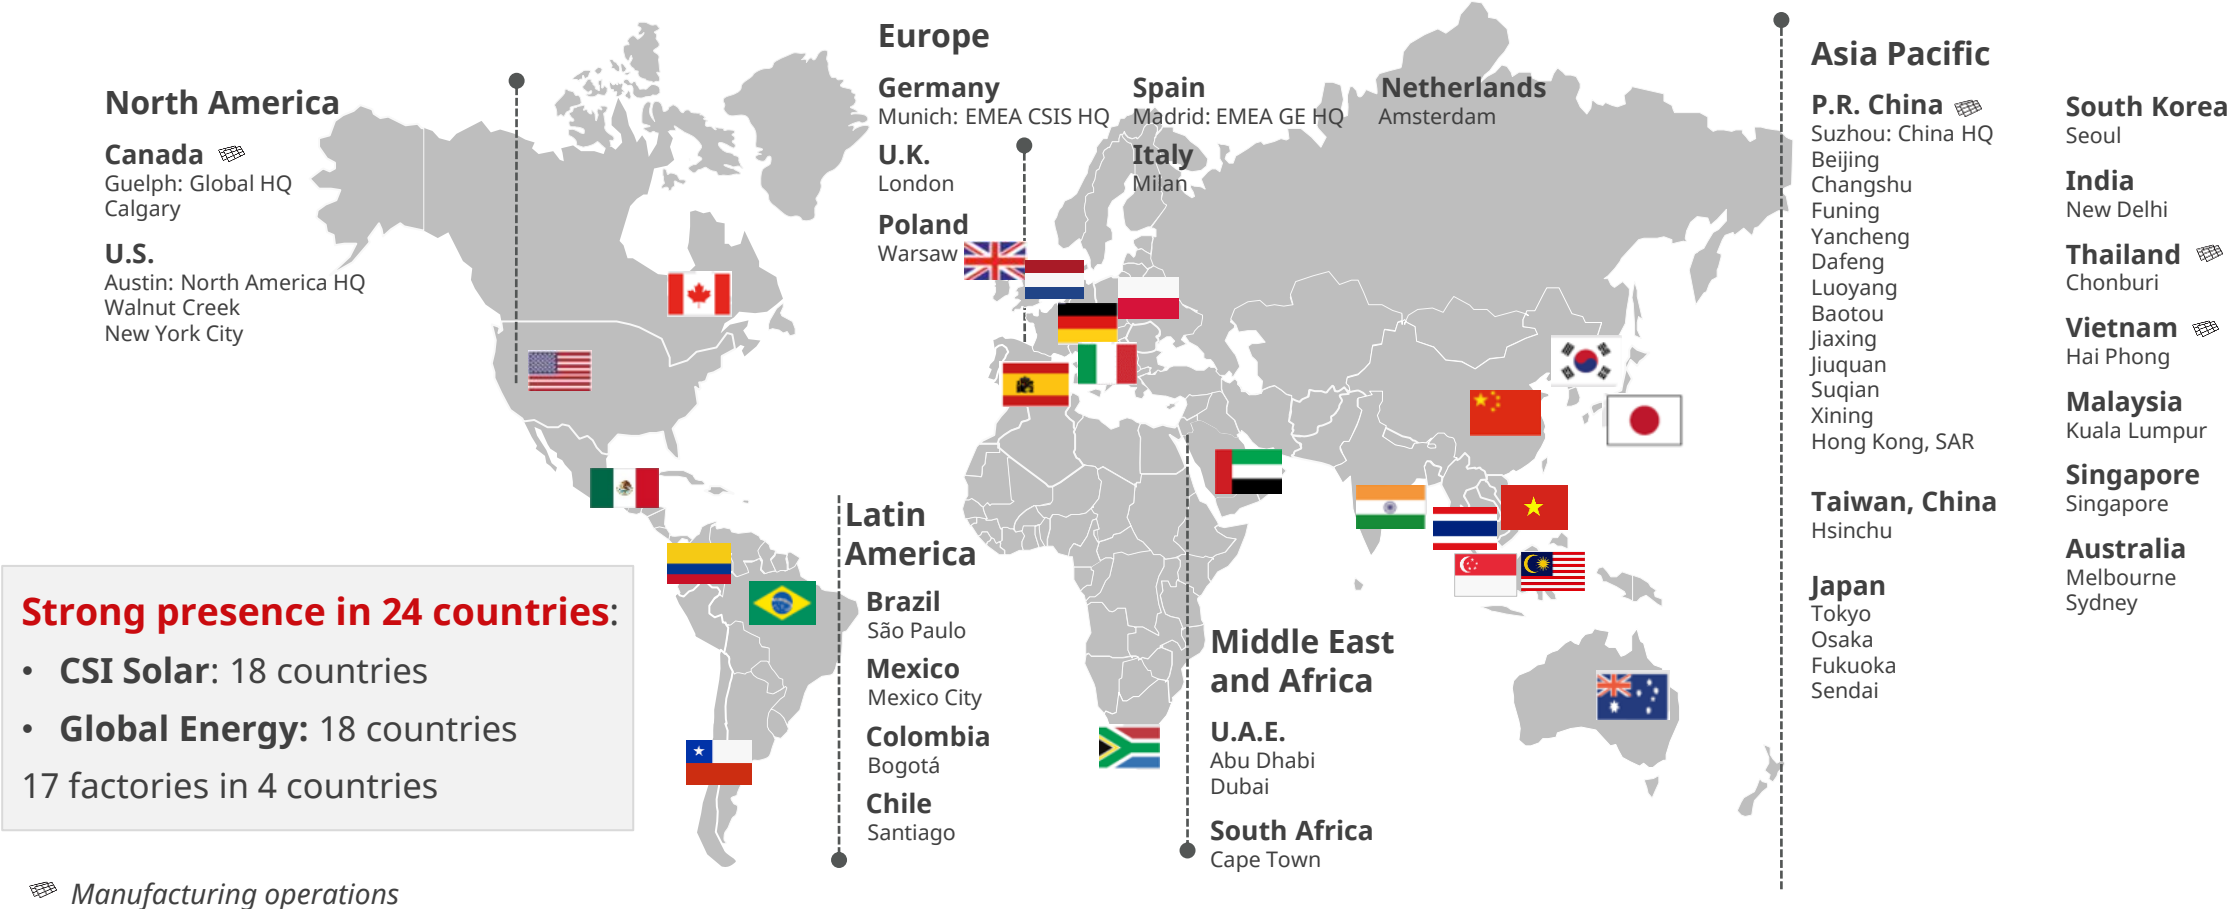 North America
Canada
Guelph: Global HQ
Calgary
U.S.
Austin: North America HQ
Walnut Creek
New York City
Europe
Germany
Munich: EMEA CSIS HQ
U.K.
London
Poland
Warsaw
Spain
Madrid: EMEA GE HQ
Italy
Milan
Netherlands
Amsterdam
Latin
America
Brazil
São Paulo
Mexico
Mexico City
Colombia
Bogotá
Chile
Santiago
Middle East
and Africa
U.A.E.
Abu Dhabi
Dubai
South Africa
Cape Town
Asia Pacific
P.R. China
Suzhou: China HQ
Beijing
Changshu
Funing
Yancheng
Dafeng
Luoyang
Baotou
Jiaxing
Jiuquan
Suqian
Xining
Hong Kong, SAR
Taiwan, China
Hsinchu
Japan
Tokyo
Osaka
Fukuoka
Sendai
South Korea
Seoul
India
New Delhi
Thailand
Chonburi
Vietnam
Hai Phong
Malaysia
Kuala Lumpur
Singapore
Singapore
Australia
Melbourne
Sydney
Strong presence in 24 countries:
• CSI Solar: 18 countries
• Global Energy: 18 countries
17 factories in 4 countries
Manufacturing operations